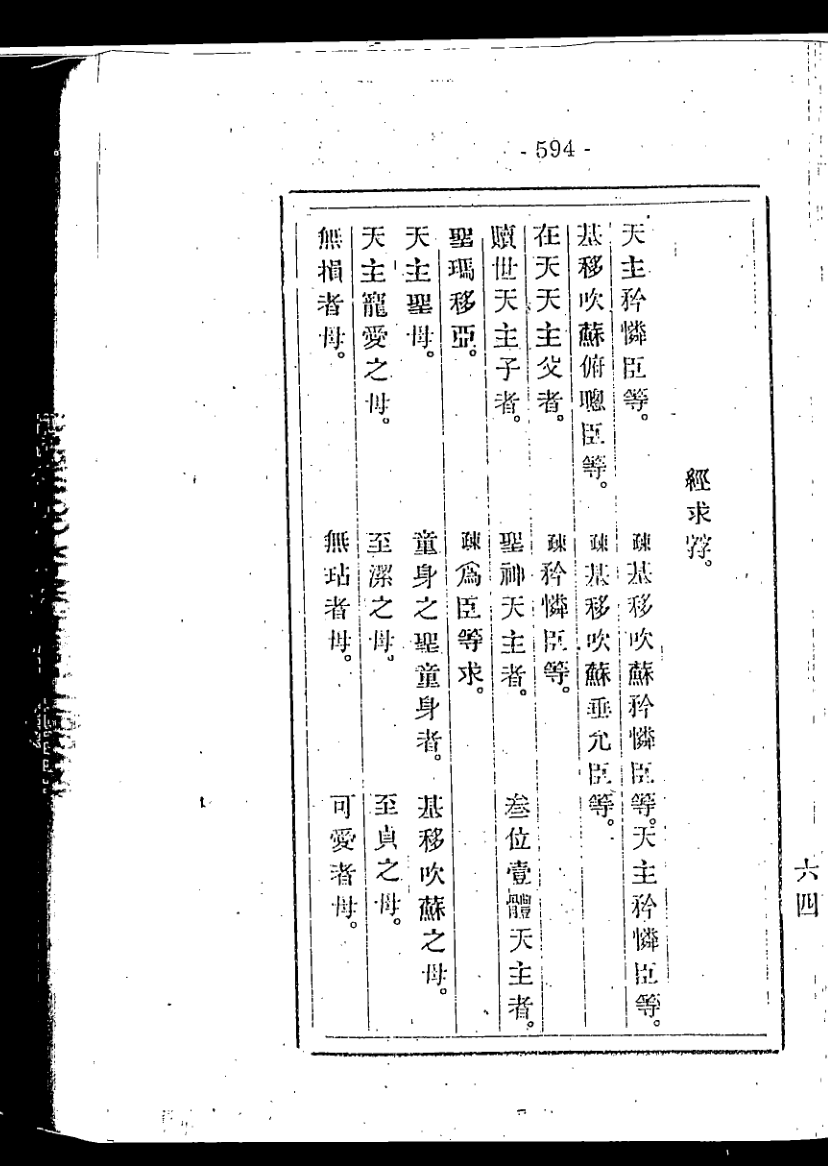 - 594 -
六四
經求𡨧。
天主矜憐臣等。 疎基移吹蘇矜憐臣等。天主矜憐臣等。
基移吹蘇俯聰臣等。 疎基移吹蘇垂允臣等。
在天天主父者。 疎矜憐臣等。
贖世天主子者。 聖神天主者。 叁位壹體天主者。
聖瑪移亞。 疎爲臣等求。
天主聖母。 童身之聖童身者。 基移吹蘇之母。
天主寵愛之母。 至潔之母。 至貞之母。
無損者母。 無玷者母。 可愛者母。